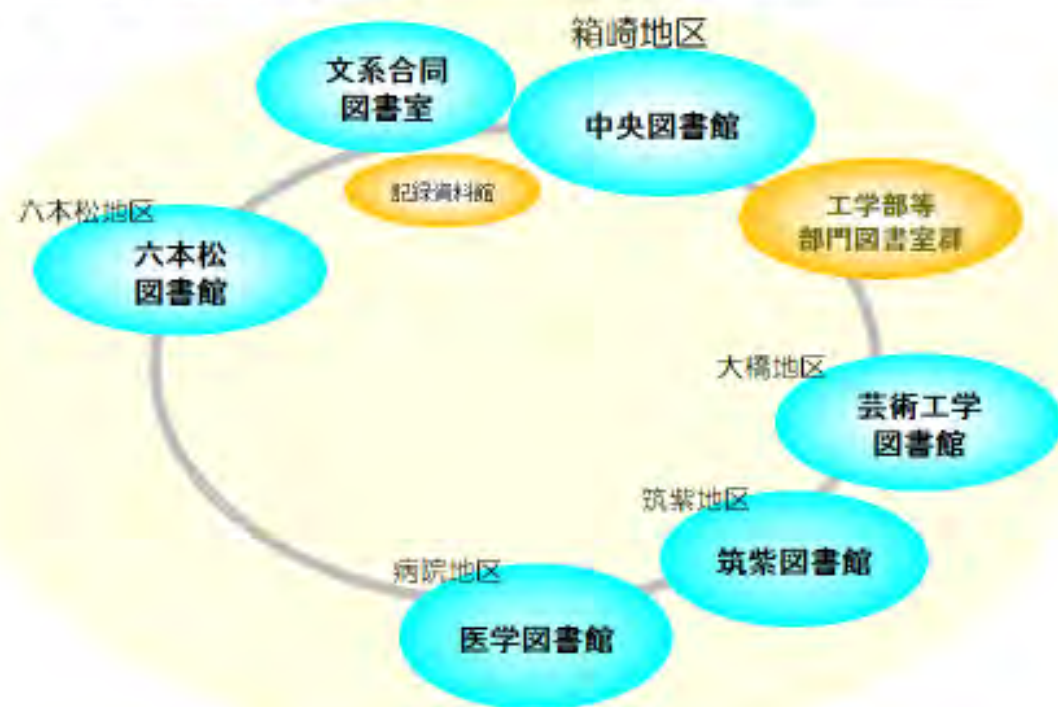 箱崎地区
文系合同
図書室
中央図書館
記録資料館
工学部等
部門図書室群
六本松地区
六本松
図書館
大橋地区
芸術工学
図書館
筑紫地区
筑紫図書館
病院地区
医学図書館